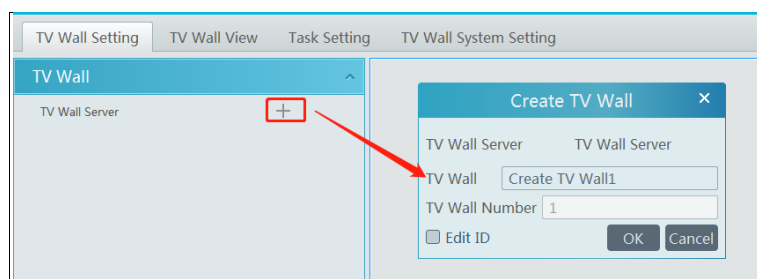 TV Wall Setting TV Wall View Task Setting TV Wall System Setting
TV Wall
TV Wall Server
Create TV Wall
TV Wall Server TV Wall Server
TV Wall Create TV Wall1
TV Wall Number 1
Edit ID OK Cancel